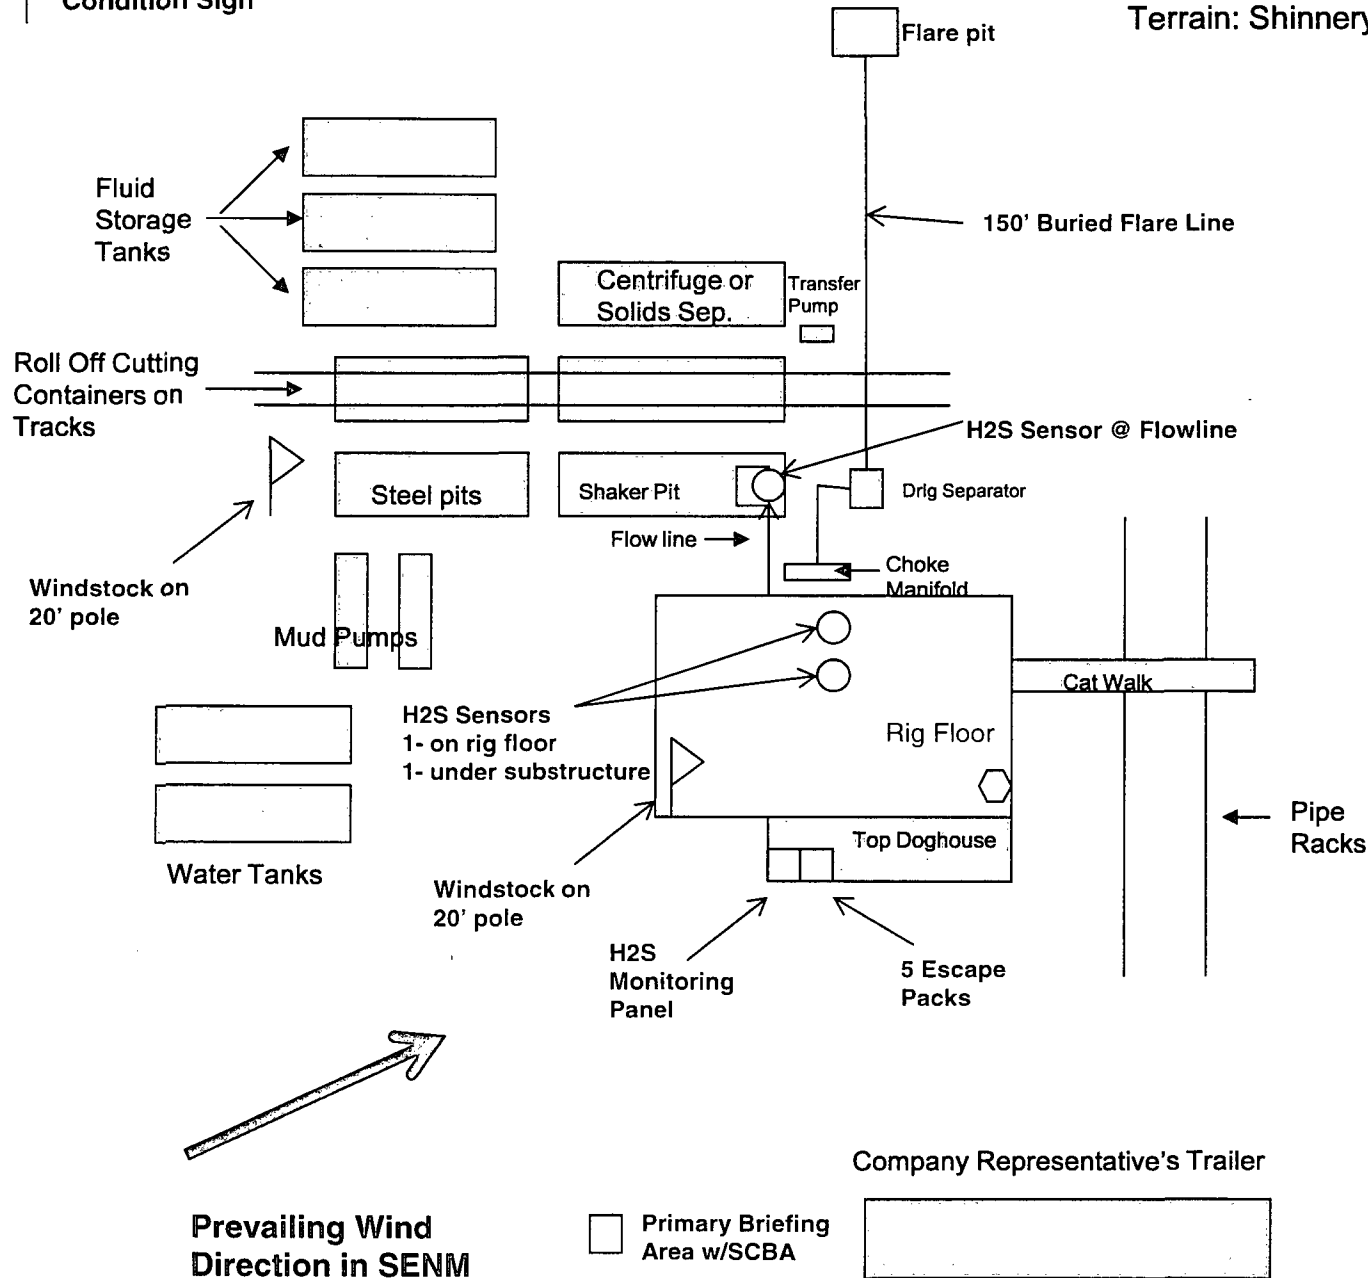 Condition Sign
Terrain: Shinnery
Flare pit
Fluid
Storage
Tanks
150' Buried Flare Line
Centrifuge or
Solids Sep.
Transfer
Pump
Roll Off Cutting
Containers on
Tracks
H2S Sensor @ Flowline
Steel pits
Shaker Pit
Drlg Separator
Flow line
Choke
Manifold
Windstock on
20' pole
Mud Pumps
Cat Walk
H2S Sensors
1- on rig floor
1- under substructure
Rig Floor
Pipe
Racks
Top Doghouse
Water Tanks
Windstock on
20' pole
H2S
Monitoring
Panel
5 Escape
Packs
Company Representative's Trailer
Prevailing Wind
Direction in SENM
Primary Briefing
Area w/SCBA